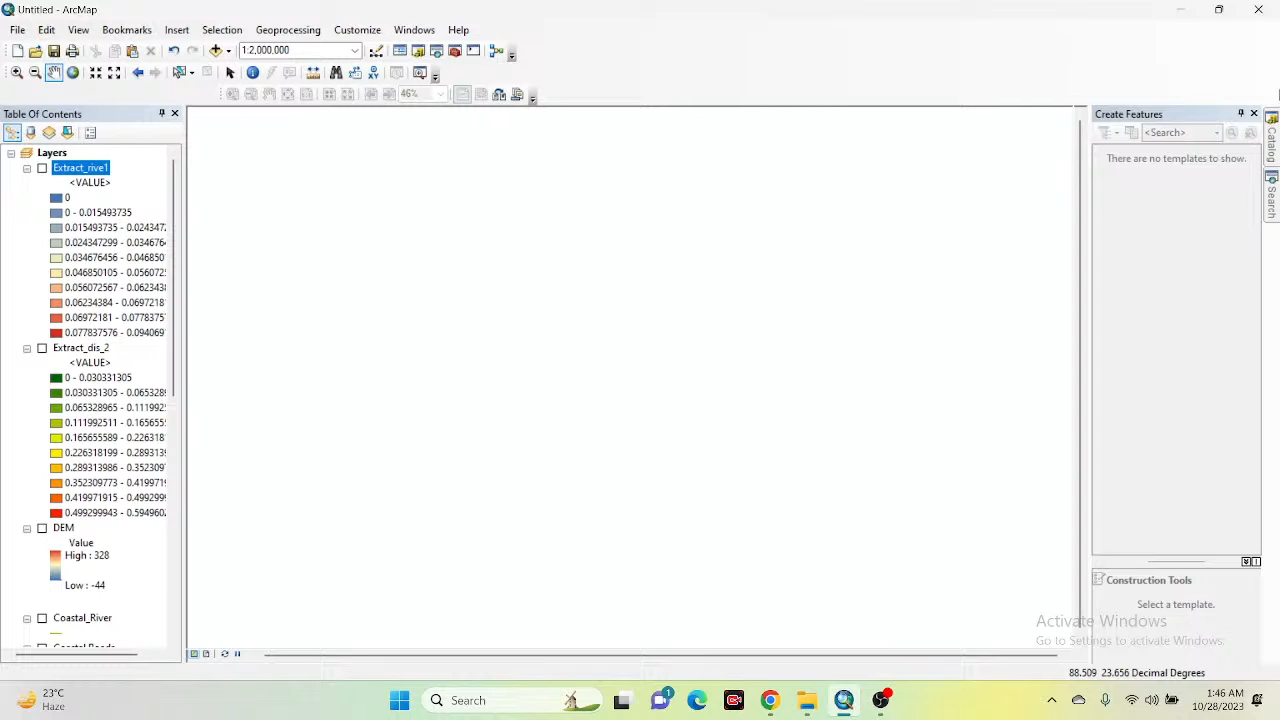 Untitled - ArcMap
File Edit View Bookmarks Insert Selection Geoprocessing Customize Windows Help
1:2,000,000
46%
Table Of Contents
Layers
Extract_rive1
<VALUE>
0
0 - 0.015493735
0.015493735 - 0.024347
0.024347299 - 0.034676
0.034676456 - 0.046850
0.046850105 - 0.056072
0.056072567 - 0.06234
0.06234384 - 0.0697218
0.06972181 - 0.0778375
0.077837576 - 0.094069
Extract_dis_2
<VALUE>
0 - 0.030331305
0.030331305 - 0.065328
0.065328965 - 0.111992
0.111992511 - 0.165655
0.165655589 - 0.226318
0.226318199 - 0.289313
0.289313986 - 0.352309
0.352309773 - 0.419971
0.419971915 - 0.499299
0.499299943 - 0.594960
DEM
Value
High : 328
Low : -44
Coastal_River
Create Features
<Search>
There are no templates to show.
Catalog
Search
Construction Tools
Select a template.
Activate Windows
Go to Settings to activate Windows.
88.509 23.656 Decimal Degrees
23°C
Haze
Search
1
1:46 AM
10/28/2023